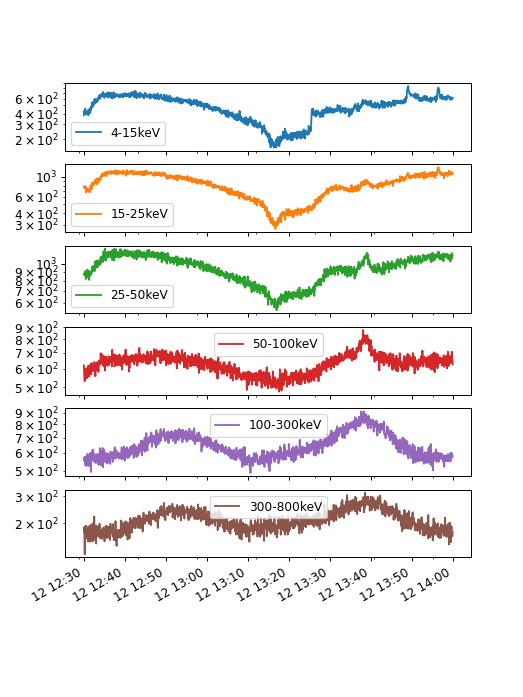 6 × 10²
4 × 10²
3 × 10²
2 × 10²
4-15keV
10³
6 × 10²
4 × 10²
3 × 10²
15-25keV
10³
9 × 10²
8 × 10²
7 × 10²
6 × 10²
25-50keV
9 × 10²
8 × 10²
7 × 10²
6 × 10²
5 × 10²
50-100keV
9 × 10²
8 × 10²
7 × 10²
6 × 10²
5 × 10²
100-300keV
3 × 10²
2 × 10²
300-800keV
12 12:30
12 12:40
12 12:50
12 13:00
12 13:10
12 13:20
12 13:30
12 13:40
12 13:50
12 14:00